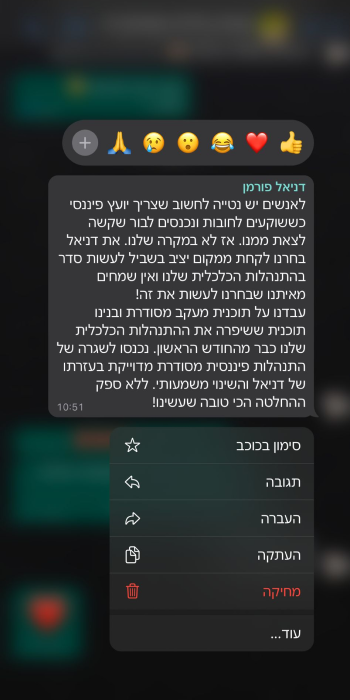 דניאל פורמן
לאנשים יש נטייה לחשוב שצריך יועץ פיננסי
כששוקעים לחובות ונכנסים לבור שקשה
לצאת ממנו. אז לא במקרה שלנו. את דניאל
בחרנו לקחת ממקום יציב בשביל לעשות סדר
בהתנהלות הכלכלית שלנו ואין שמחים
מאיתנו שבחרנו לעשות את זה!
עבדנו על תוכנית מעקב מסודרת ובנינו
תוכנית ששיפרה את ההתנהלות הכלכלית
שלנו כבר מהחודש הראשון. נכנסו לשגרה של
התנהלות פיננסית מסודרת מדוייקת בעזרתו
של דניאל והשינוי משמעותי. ללא ספק
ההחלטה הכי טובה שעשינו!
10:51
סימון בכוכב
תגובה
העברה
העתקה
מחיקה
עוד...